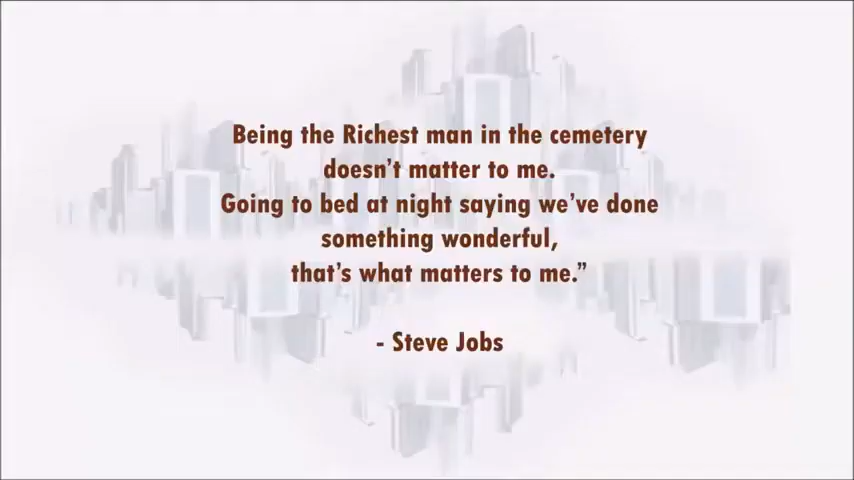 Being the Richest man in the cemetery
doesn’t matter to me.
Going to bed at night saying we’ve done
something wonderful,
that’s what matters to me.”
- Steve Jobs